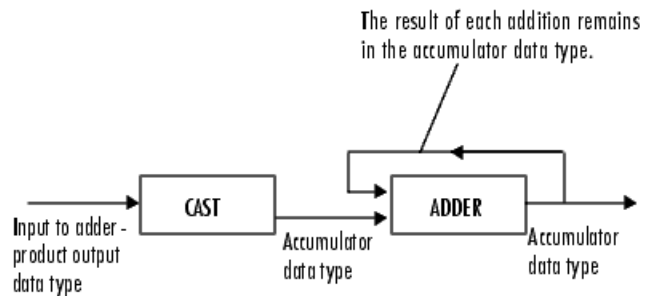 The result of each addition remains
in the accumulator data type.
CAST
ADDER
Input to adder -
product output
data type
Accumulator
data type
Accumulator
data type